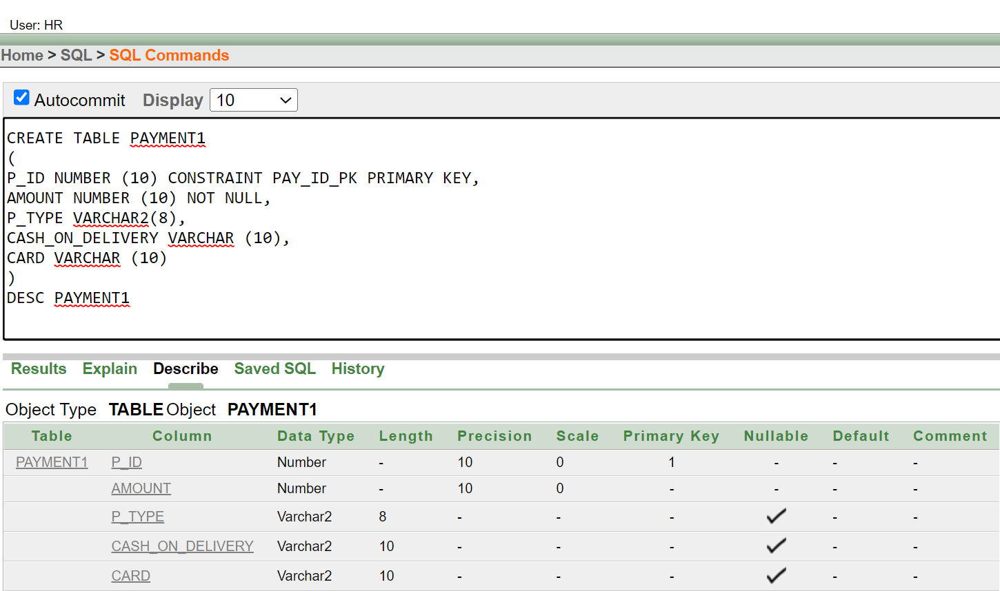 User: HR
Home > SQL > SQL Commands
Autocommit Display 10
CREATE TABLE PAYMENT1
(
P_ID NUMBER (10) CONSTRAINT PAY_ID_PK PRIMARY KEY,
AMOUNT NUMBER (10) NOT NULL,
P_TYPE VARCHAR2(8),
CASH_ON_DELIVERY VARCHAR (10),
CARD VARCHAR (10)
)
DESC PAYMENT1
Results Explain Describe Saved SQL History
Object Type TABLE Object PAYMENT1
Table Column Data Type Length Precision Scale Primary Key Nullable Default Comment
PAYMENT1 P_ID Number - 10 0 1 - - -
AMOUNT Number - 10 0 - - - -
P_TYPE Varchar2 8 - - - - -
CASH_ON_DELIVERY Varchar2 10 - - - - -
CARD Varchar2 10 - - - - -